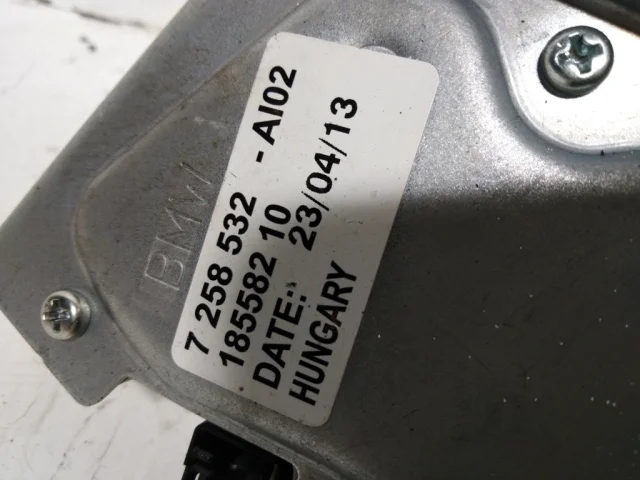 BMW
7 258 532 - AI02
185582 10
DATE: 23/04/13
HUNGARY